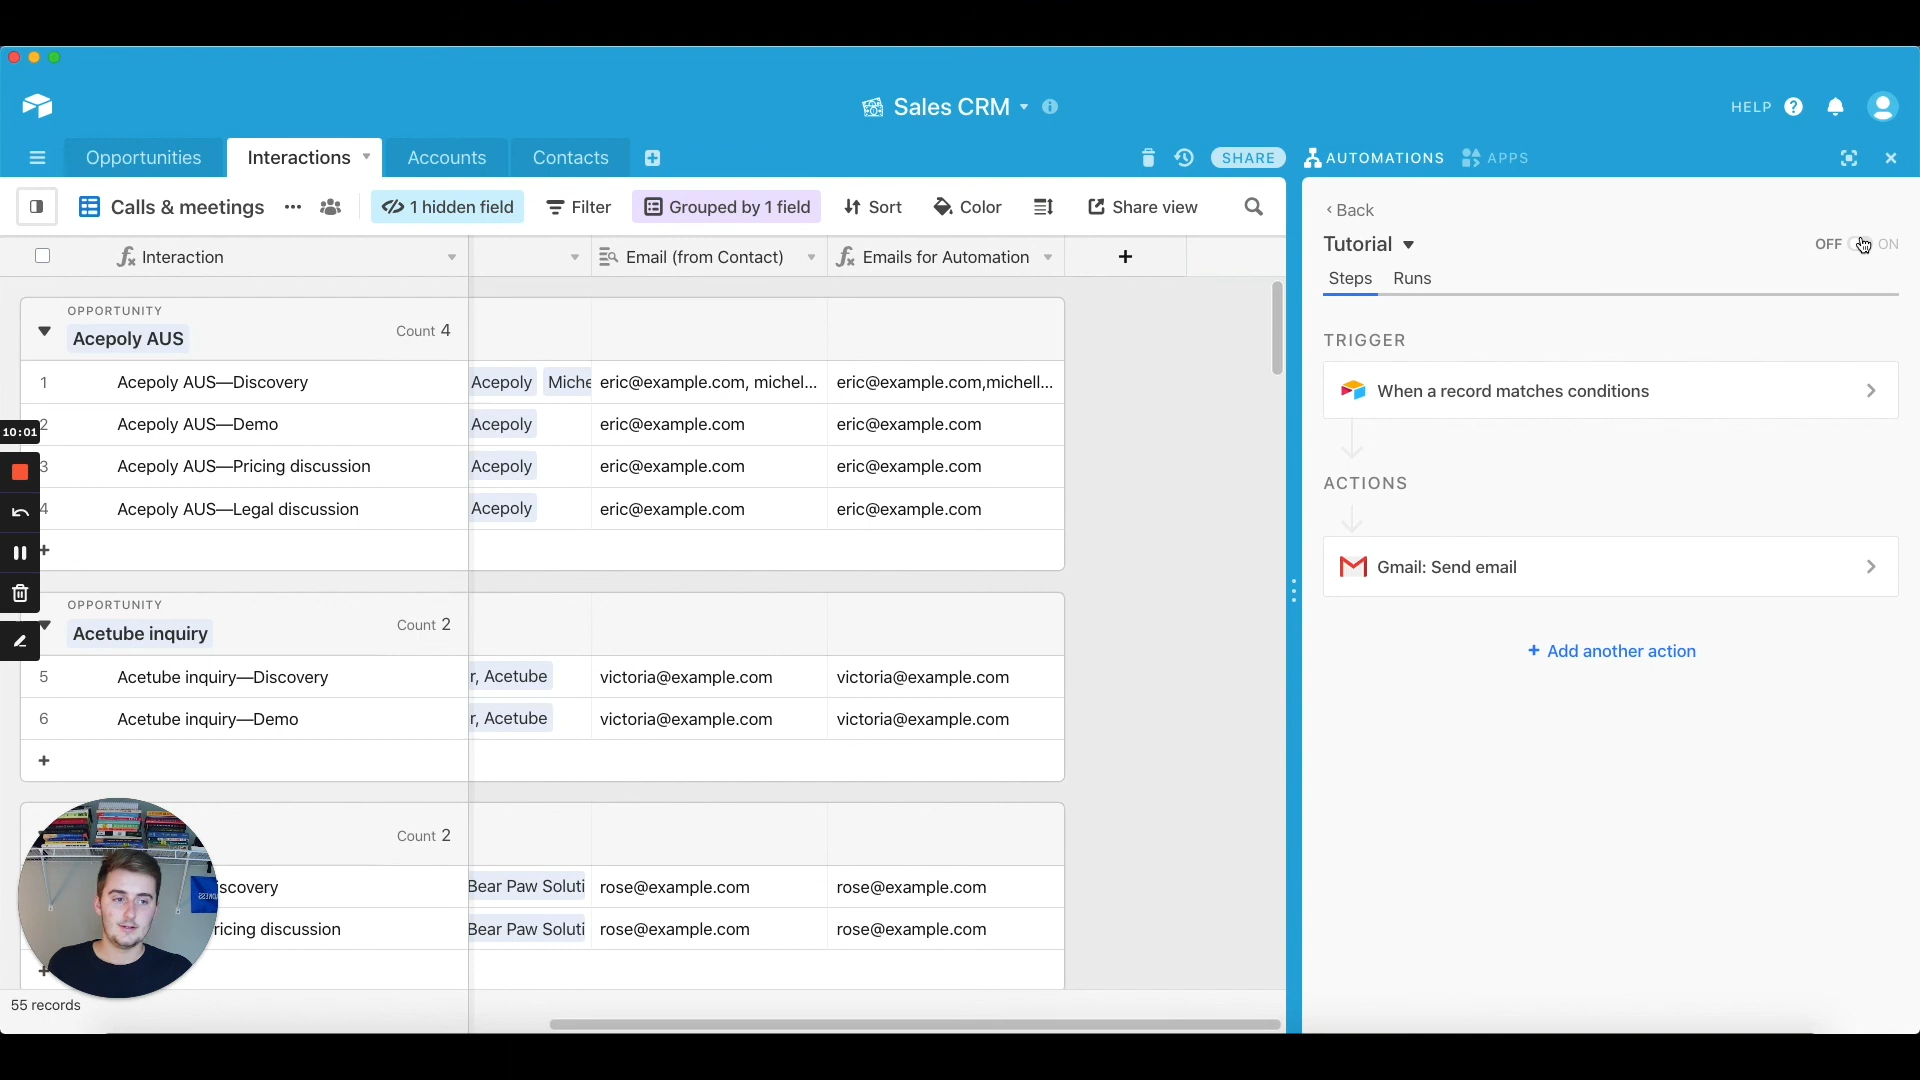 Sales CRM
HELP
Opportunities
Interactions
Accounts
Contacts
SHARE
AUTOMATIONS
APPS
Calls & meetings
1 hidden field
Filter
Grouped by 1 field
Sort
Color
Share view
Interaction
Email (from Contact)
Emails for Automation
OPPORTUNITY
Acepoly AUS
Count 4
1 Acepoly AUS—Discovery Acepoly Miche eric@example.com, michel... eric@example.com,michell...
2 Acepoly AUS—Demo Acepoly eric@example.com eric@example.com
3 Acepoly AUS—Pricing discussion Acepoly eric@example.com eric@example.com
4 Acepoly AUS—Legal discussion Acepoly eric@example.com eric@example.com
OPPORTUNITY
Acetube inquiry
Count 2
5 Acetube inquiry—Discovery r, Acetube victoria@example.com victoria@example.com
6 Acetube inquiry—Demo r, Acetube victoria@example.com victoria@example.com
Count 2
scovery Bear Paw Soluti rose@example.com rose@example.com
ricing discussion Bear Paw Soluti rose@example.com rose@example.com
55 records
10:01
Back
Tutorial
OFF ON
Steps Runs
TRIGGER
When a record matches conditions
ACTIONS
Gmail: Send email
+ Add another action